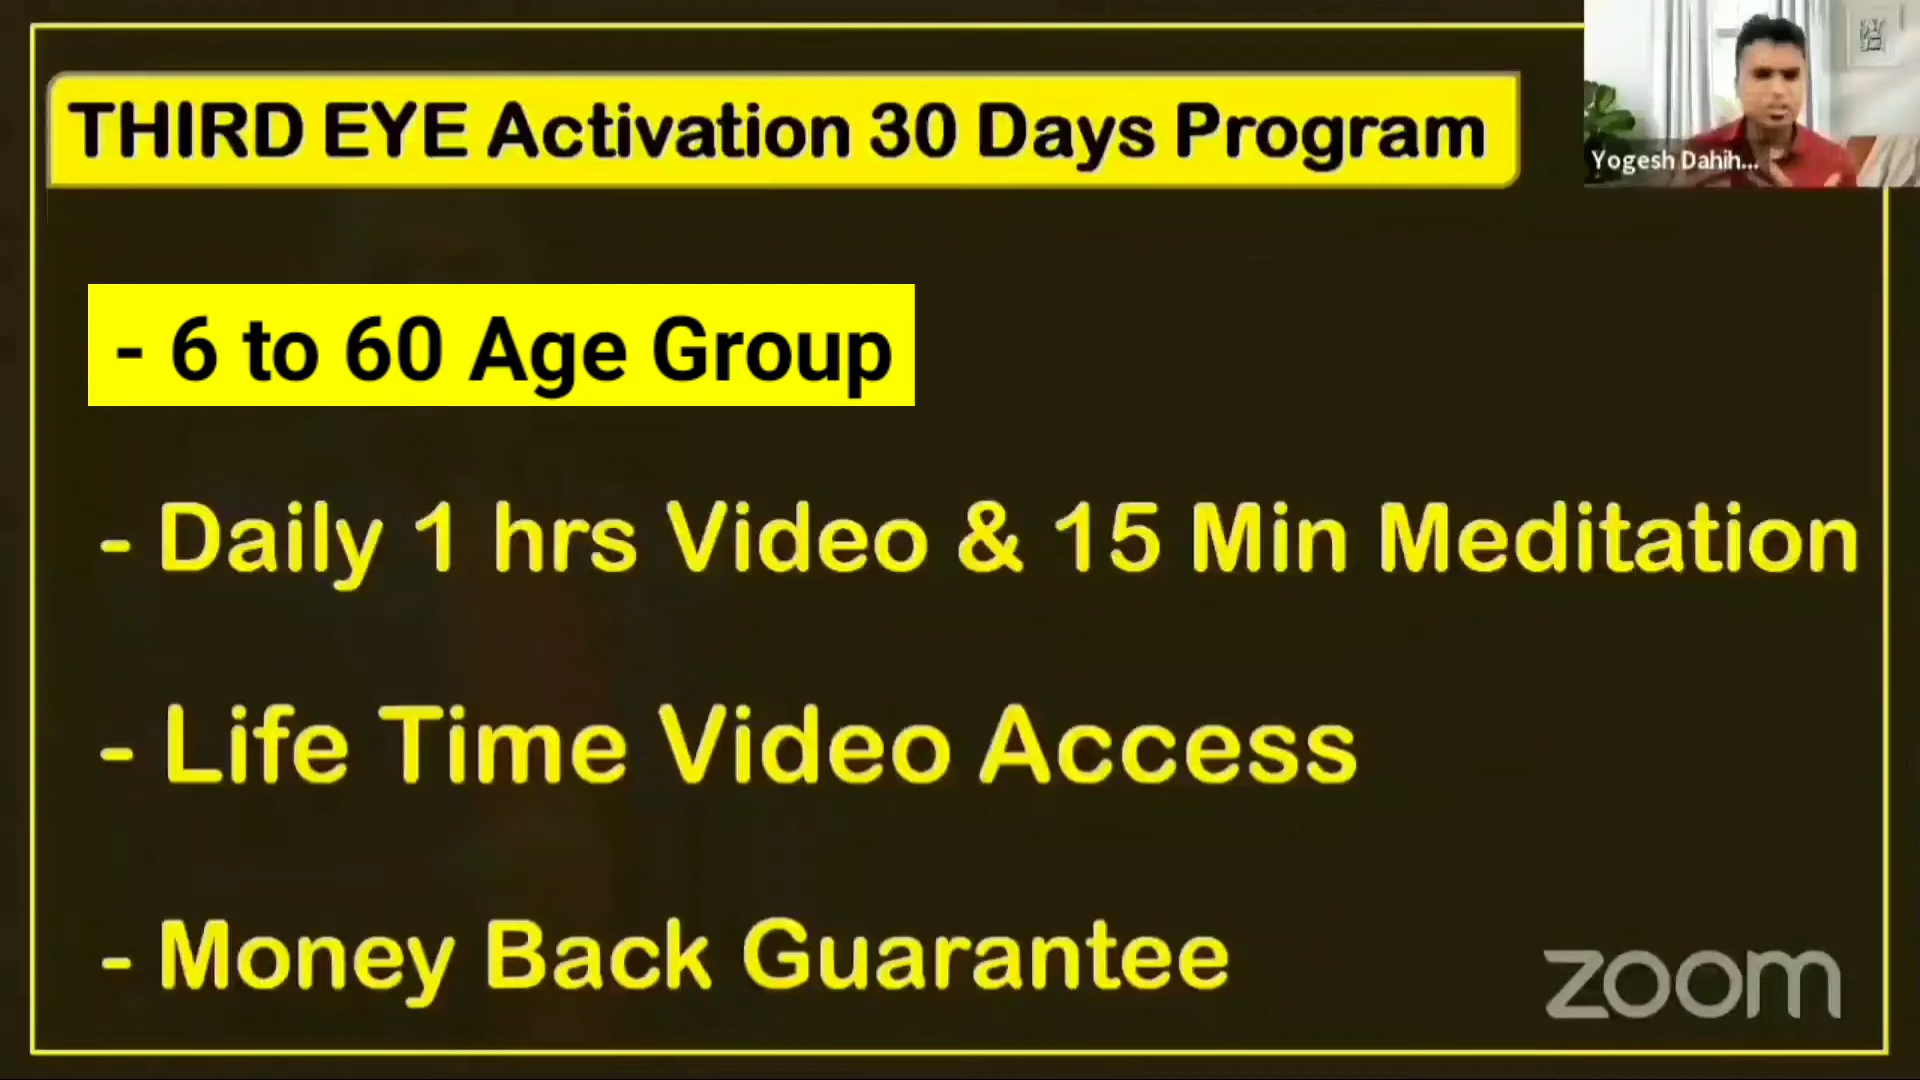 THIRD EYE Activation 30 Days Program
Yogesh Dahih...
- 6 to 60 Age Group
- Daily 1 hrs Video & 15 Min Meditation
- Life Time Video Access
- Money Back Guarantee
zoom